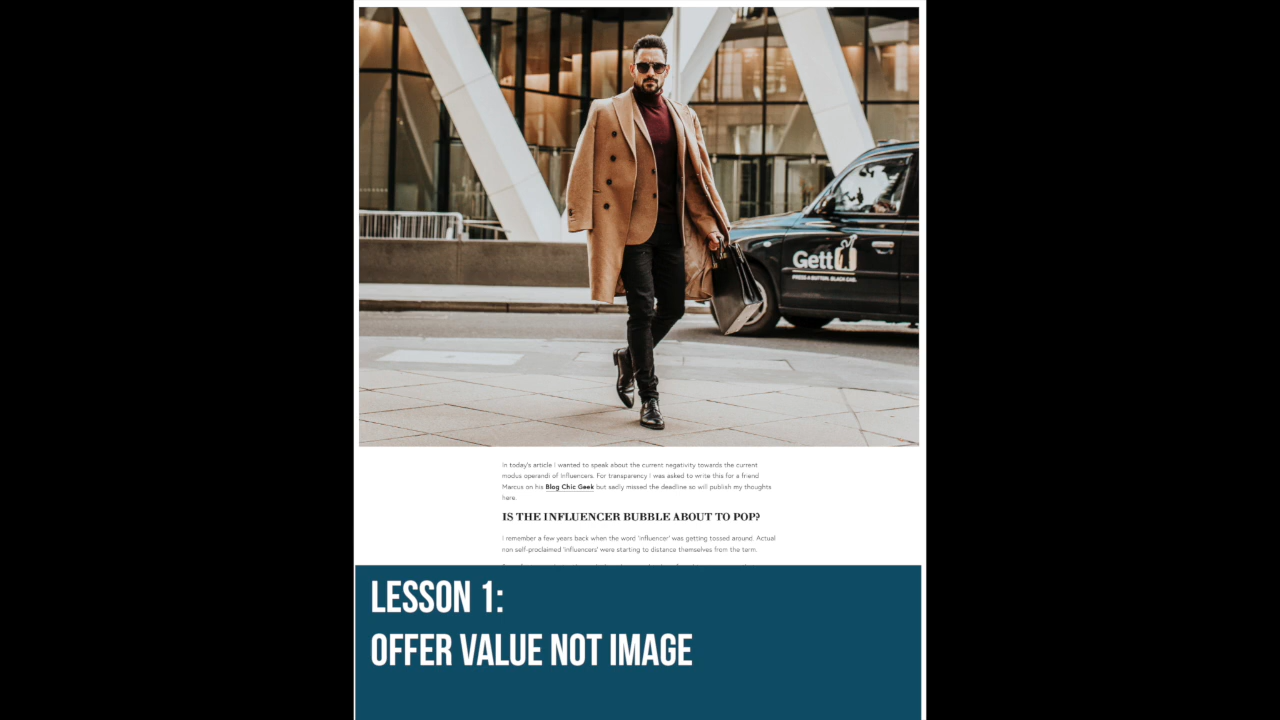 Gett
PRESS A BUTTON. BLACK CAB.
In today's article I wanted to speak about the current negativity towards the current
modus operandi of Influencers. For transparency I was asked to write this for a friend
Marcus on his Blog Chic Geek but sadly missed the deadline so will publish my thoughts
here.
IS THE INFLUENCER BUBBLE ABOUT TO POP?
I remember a few years back when the word 'influencer' was getting tossed around. Actual
non self-proclaimed 'influencers' were starting to distance themselves from the term.
LESSON 1:
OFFER VALUE NOT IMAGE